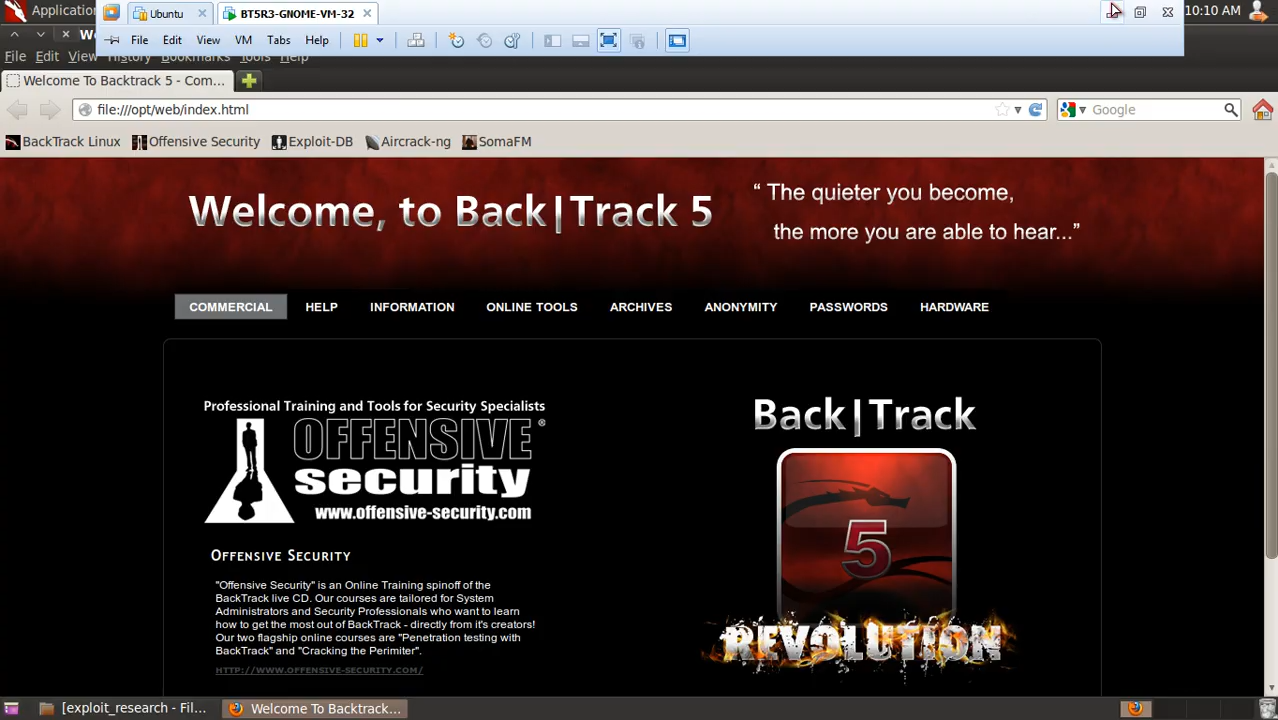 Ubuntu
BT5R3-GNOME-VM-32
Application
10:10 AM
File Edit View VM Tabs Help
File Edit View History Bookmarks Tools Help
Welcome To Backtrack 5 - Com...
file:///opt/web/index.html
Google
BackTrack Linux
Offensive Security
Exploit-DB
Aircrack-ng
SomaFM
Welcome, to Back|Track 5
“ The quieter you become,
the more you are able to hear...”
COMMERCIAL HELP INFORMATION ONLINE TOOLS ARCHIVES ANONYMITY PASSWORDS HARDWARE
Professional Training and Tools for Security Specialists
OFFENSIVE®
security
www.offensive-security.com
Back|Track
5
REVOLUTION
OFFENSIVE SECURITY
"Offensive Security" is an Online Training spinoff of the
BackTrack live CD. Our courses are tailored for System
Administrators and Security Professionals who want to learn
how to get the most out of BackTrack - directly from it's creators!
Our two flagship online courses are "Penetration testing with
BackTrack" and "Cracking the Perimiter".
HTTP://WWW.OFFENSIVE-SECURITY.COM/
[exploit_research - Fil...
Welcome To Backtrack...